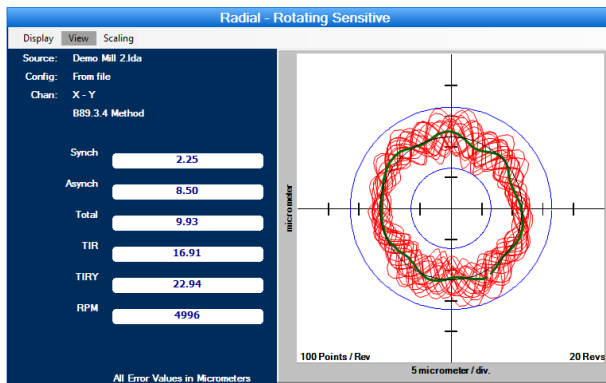 Radial - Rotating Sensitive
Display View Scaling
Source: Demo Mill 2.lda
Config: From file
Chan: X - Y
B89.3.4 Method
Synch 2.25
Asynch 8.50
Total 9.93
TIR 16.91
TIRY 22.94
RPM 4996
All Error Values in Micrometers
micrometer
100 Points / Rev 20 Revs
5 micrometer / div.